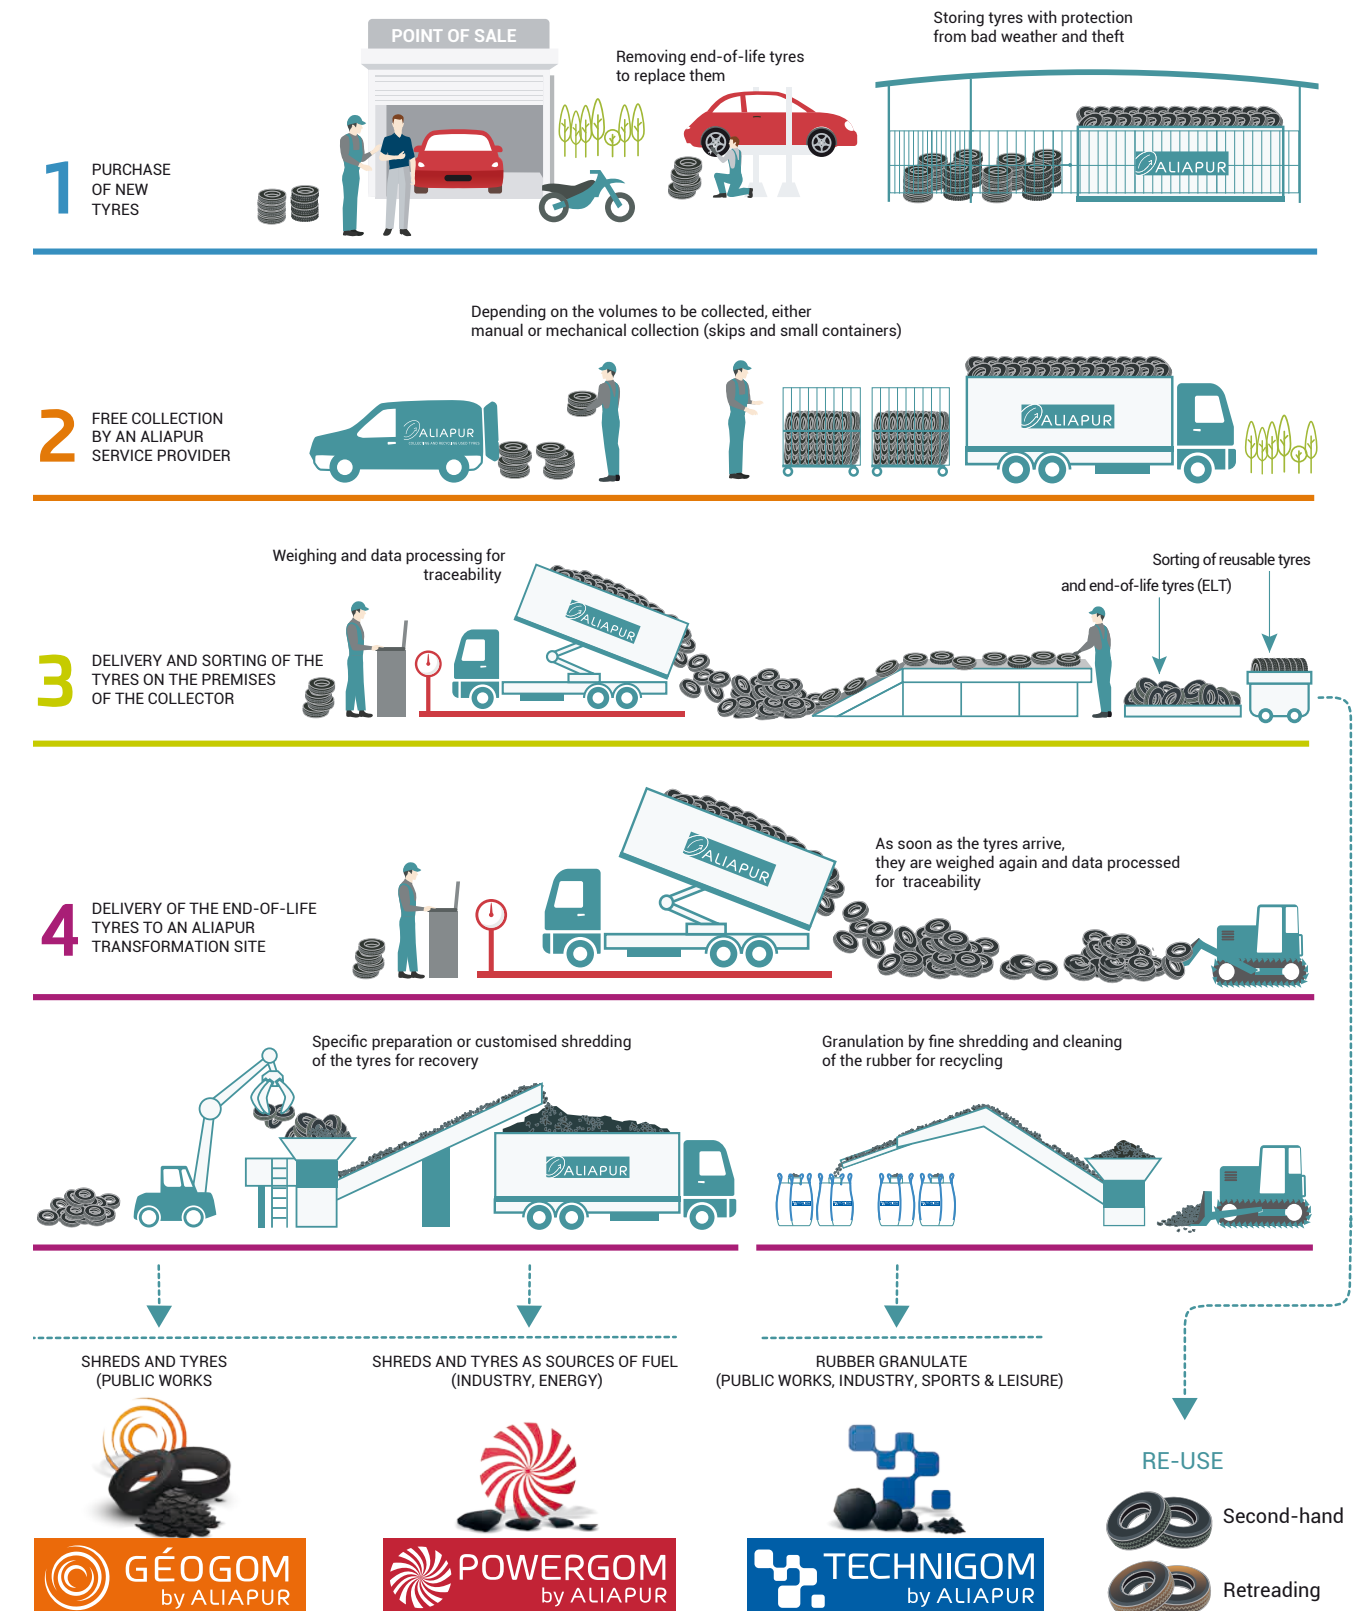 POINT OF SALE
Removing end-of-life tyres
to replace them
Storing tyres with protection
from bad weather and theft
1
PURCHASE
OF NEW
TYRES
ALIAPUR
Depending on the volumes to be collected, either
manual or mechanical collection (skips and small containers)
2
FREE COLLECTION
BY AN ALIAPUR
SERVICE PROVIDER
ALIAPUR
COLLECTING AND RECYCLING USED TYRES
ALIAPUR
Weighing and data processing for
traceability
Sorting of reusable tyres
and end-of-life tyres (ELT)
3
DELIVERY AND SORTING OF THE
TYRES ON THE PREMISES
OF THE COLLECTOR
ALIAPUR
4
DELIVERY OF THE END-OF-LIFE
TYRES TO AN ALIAPUR
TRANSFORMATION SITE
ALIAPUR
As soon as the tyres arrive,
they are weighed again and data processed
for traceability
Specific preparation or customised shredding
of the tyres for recovery
ALIAPUR
Granulation by fine shredding and cleaning
of the rubber for recycling
SHREDS AND TYRES
(PUBLIC WORKS
SHREDS AND TYRES AS SOURCES OF FUEL
(INDUSTRY, ENERGY)
RUBBER GRANULATE
(PUBLIC WORKS, INDUSTRY, SPORTS & LEISURE)
GÉOGOM
by ALIAPUR
POWERGOM
by ALIAPUR
TECHNIGOM
by ALIAPUR
RE-USE
Second-hand
Retreading